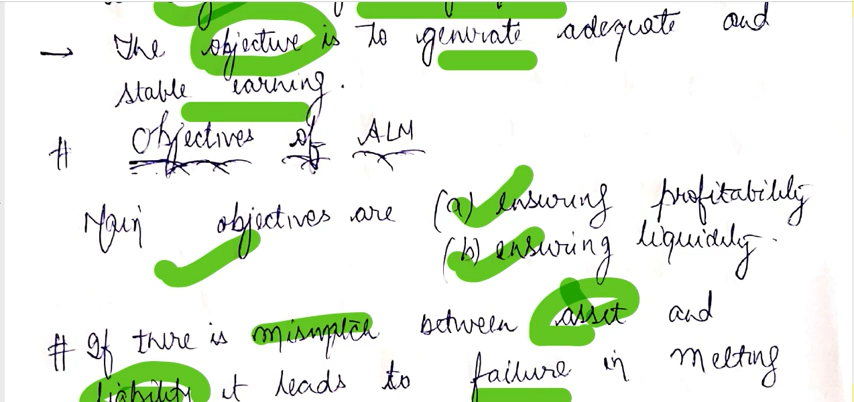 → The objective is to generate adequate and
stable earning.
# Objectives of ALM
Main objectives are (a) ensuring profitability
(b) ensuring liquidity.
# If there is mismatch between asset and
liability it leads to failure in meeting